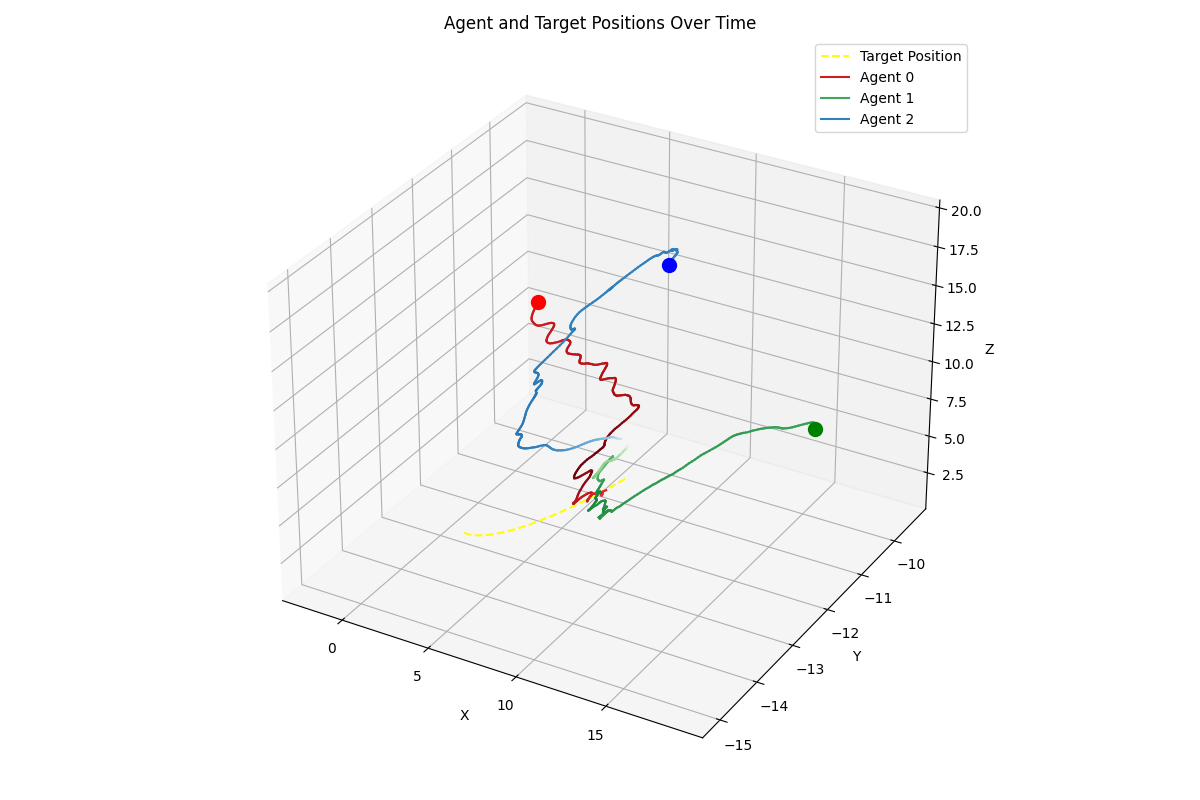 Agent and Target Positions Over Time
Target Position
Agent 0
Agent 1
Agent 2
20.0
17.5
15.0
12.5
10.0
7.5
5.0
2.5
Z
−10
−11
−12
−13
−14
−15
Y
0
5
10
15
X